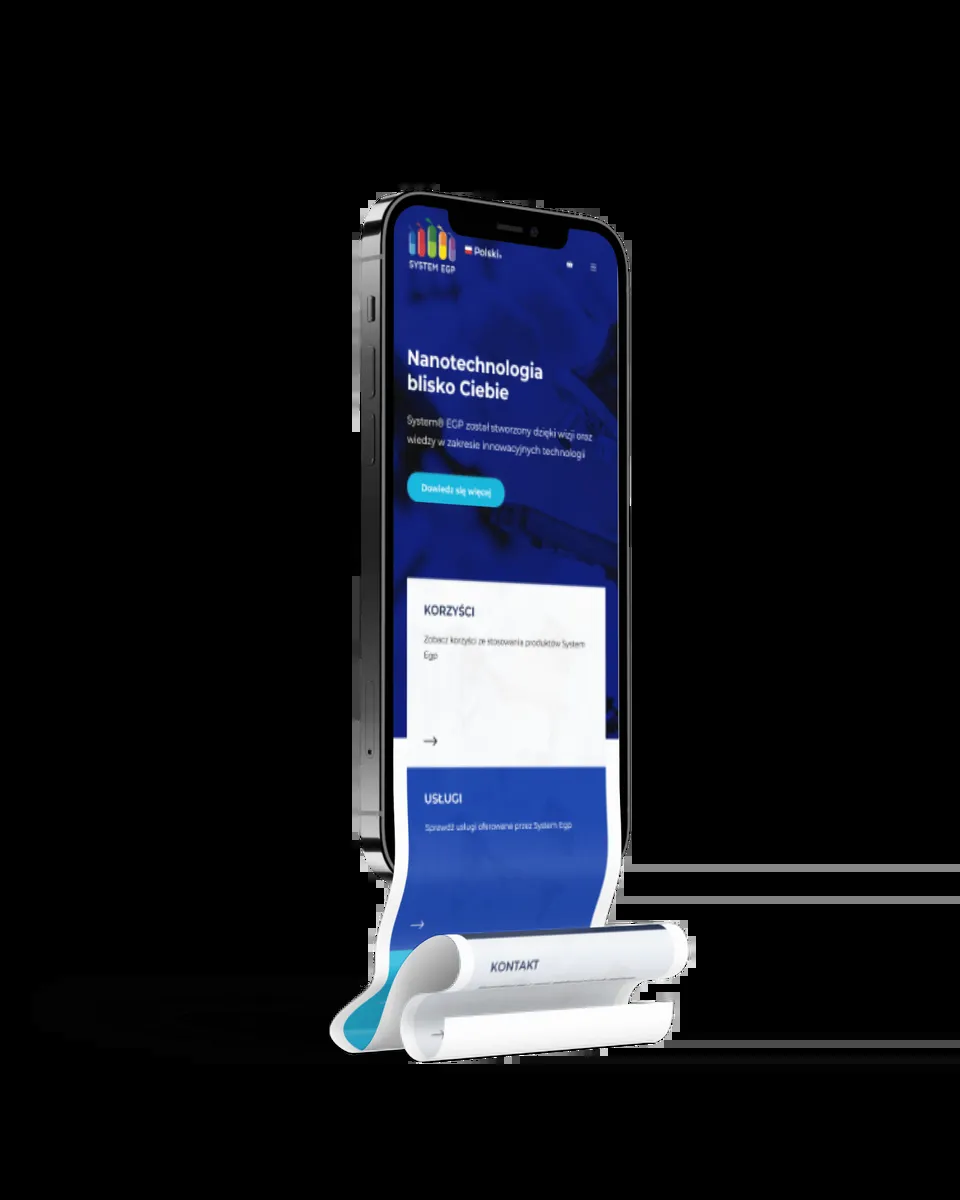 SYSTEM EGP
Polski
Nanotechnologia
blisko Ciebie
System® EGP został stworzony dzięki wizji oraz
wiedzy w zakresie innowacyjnych technologii
Dowiedz się więcej
KORZYŚCI
Zobacz korzyści ze stosowania produktów System
Egp
USŁUGI
Sprawdź usługi oferowane przez System Egp
KONTAKT